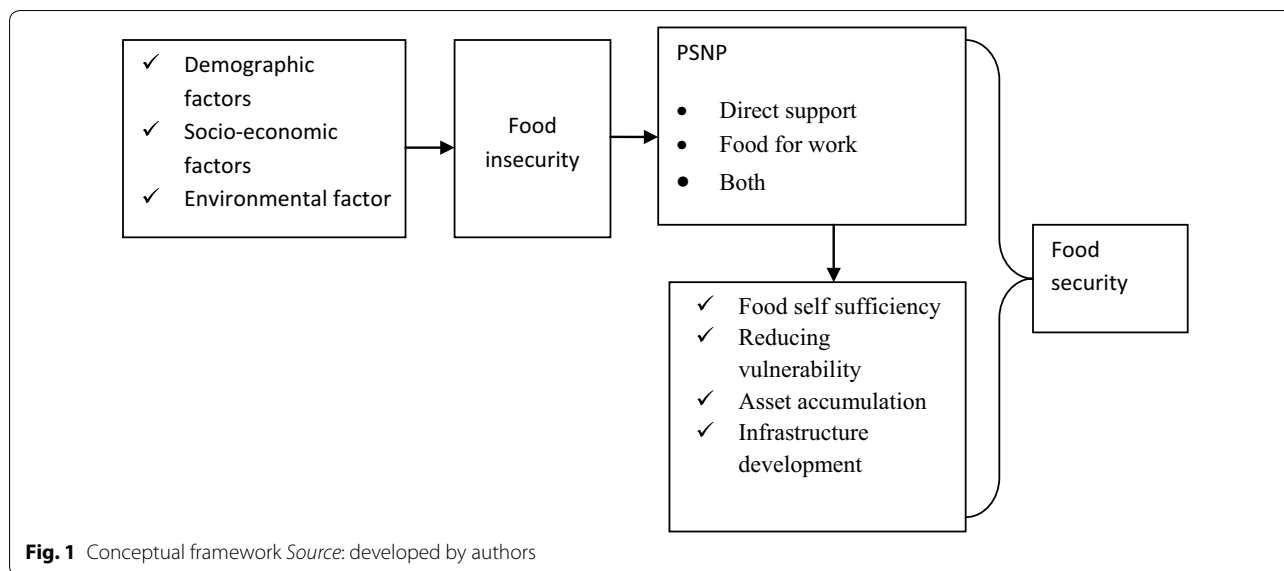 ✓ Demographic
factors
✓ Socio-economic
factors
✓ Environmental factor
Food
insecurity
PSNP
• Direct support
• Food for work
• Both
✓ Food self sufficiency
✓ Reducing
vulnerability
✓ Asset accumulation
✓ Infrastructure
development
Food
security
Fig. 1 Conceptual framework Source: developed by authors